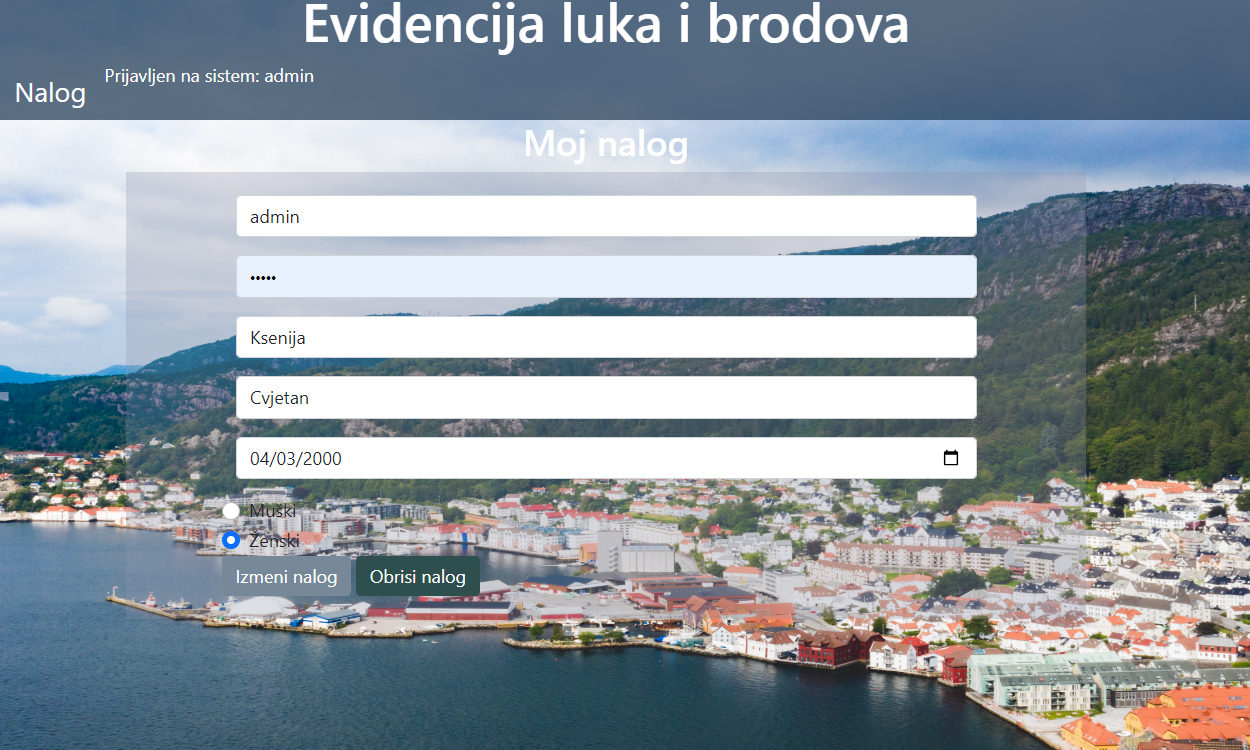 Evidencija luka i brodova
Prijavljen na sistem: admin
Nalog
Moj nalog
admin
•••••
Ksenija
Cvjetan
04/03/2000
Muški
Ženski
Izmeni nalog
Obrisi nalog